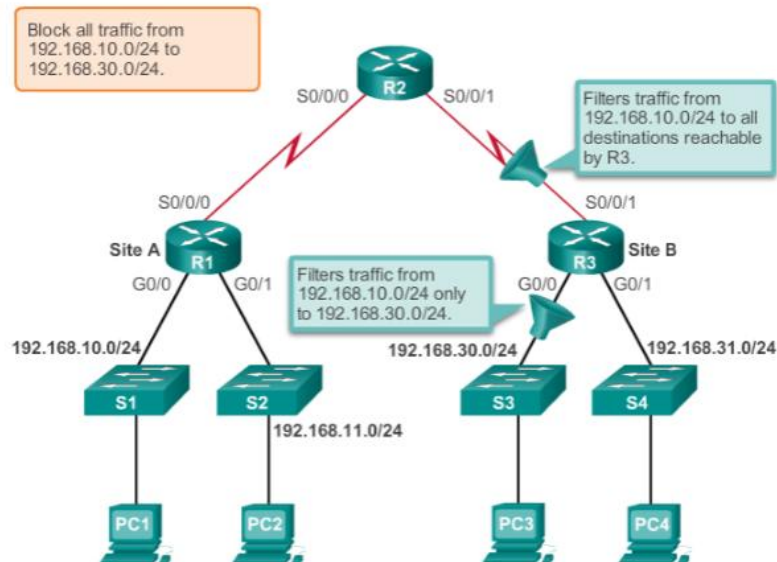 Block all traffic from
192.168.10.0/24 to
192.168.30.0/24.
R2
S0/0/0
S0/0/1
Filters traffic from
192.168.10.0/24 to all
destinations reachable
by R3.
S0/0/0
S0/0/1
Site A
R1
R3
Site B
G0/0
G0/1
Filters traffic from
192.168.10.0/24 only
to 192.168.30.0/24.
G0/0
G0/1
192.168.10.0/24
192.168.30.0/24
192.168.31.0/24
S1
S2
S3
S4
192.168.11.0/24
PC1
PC2
PC3
PC4